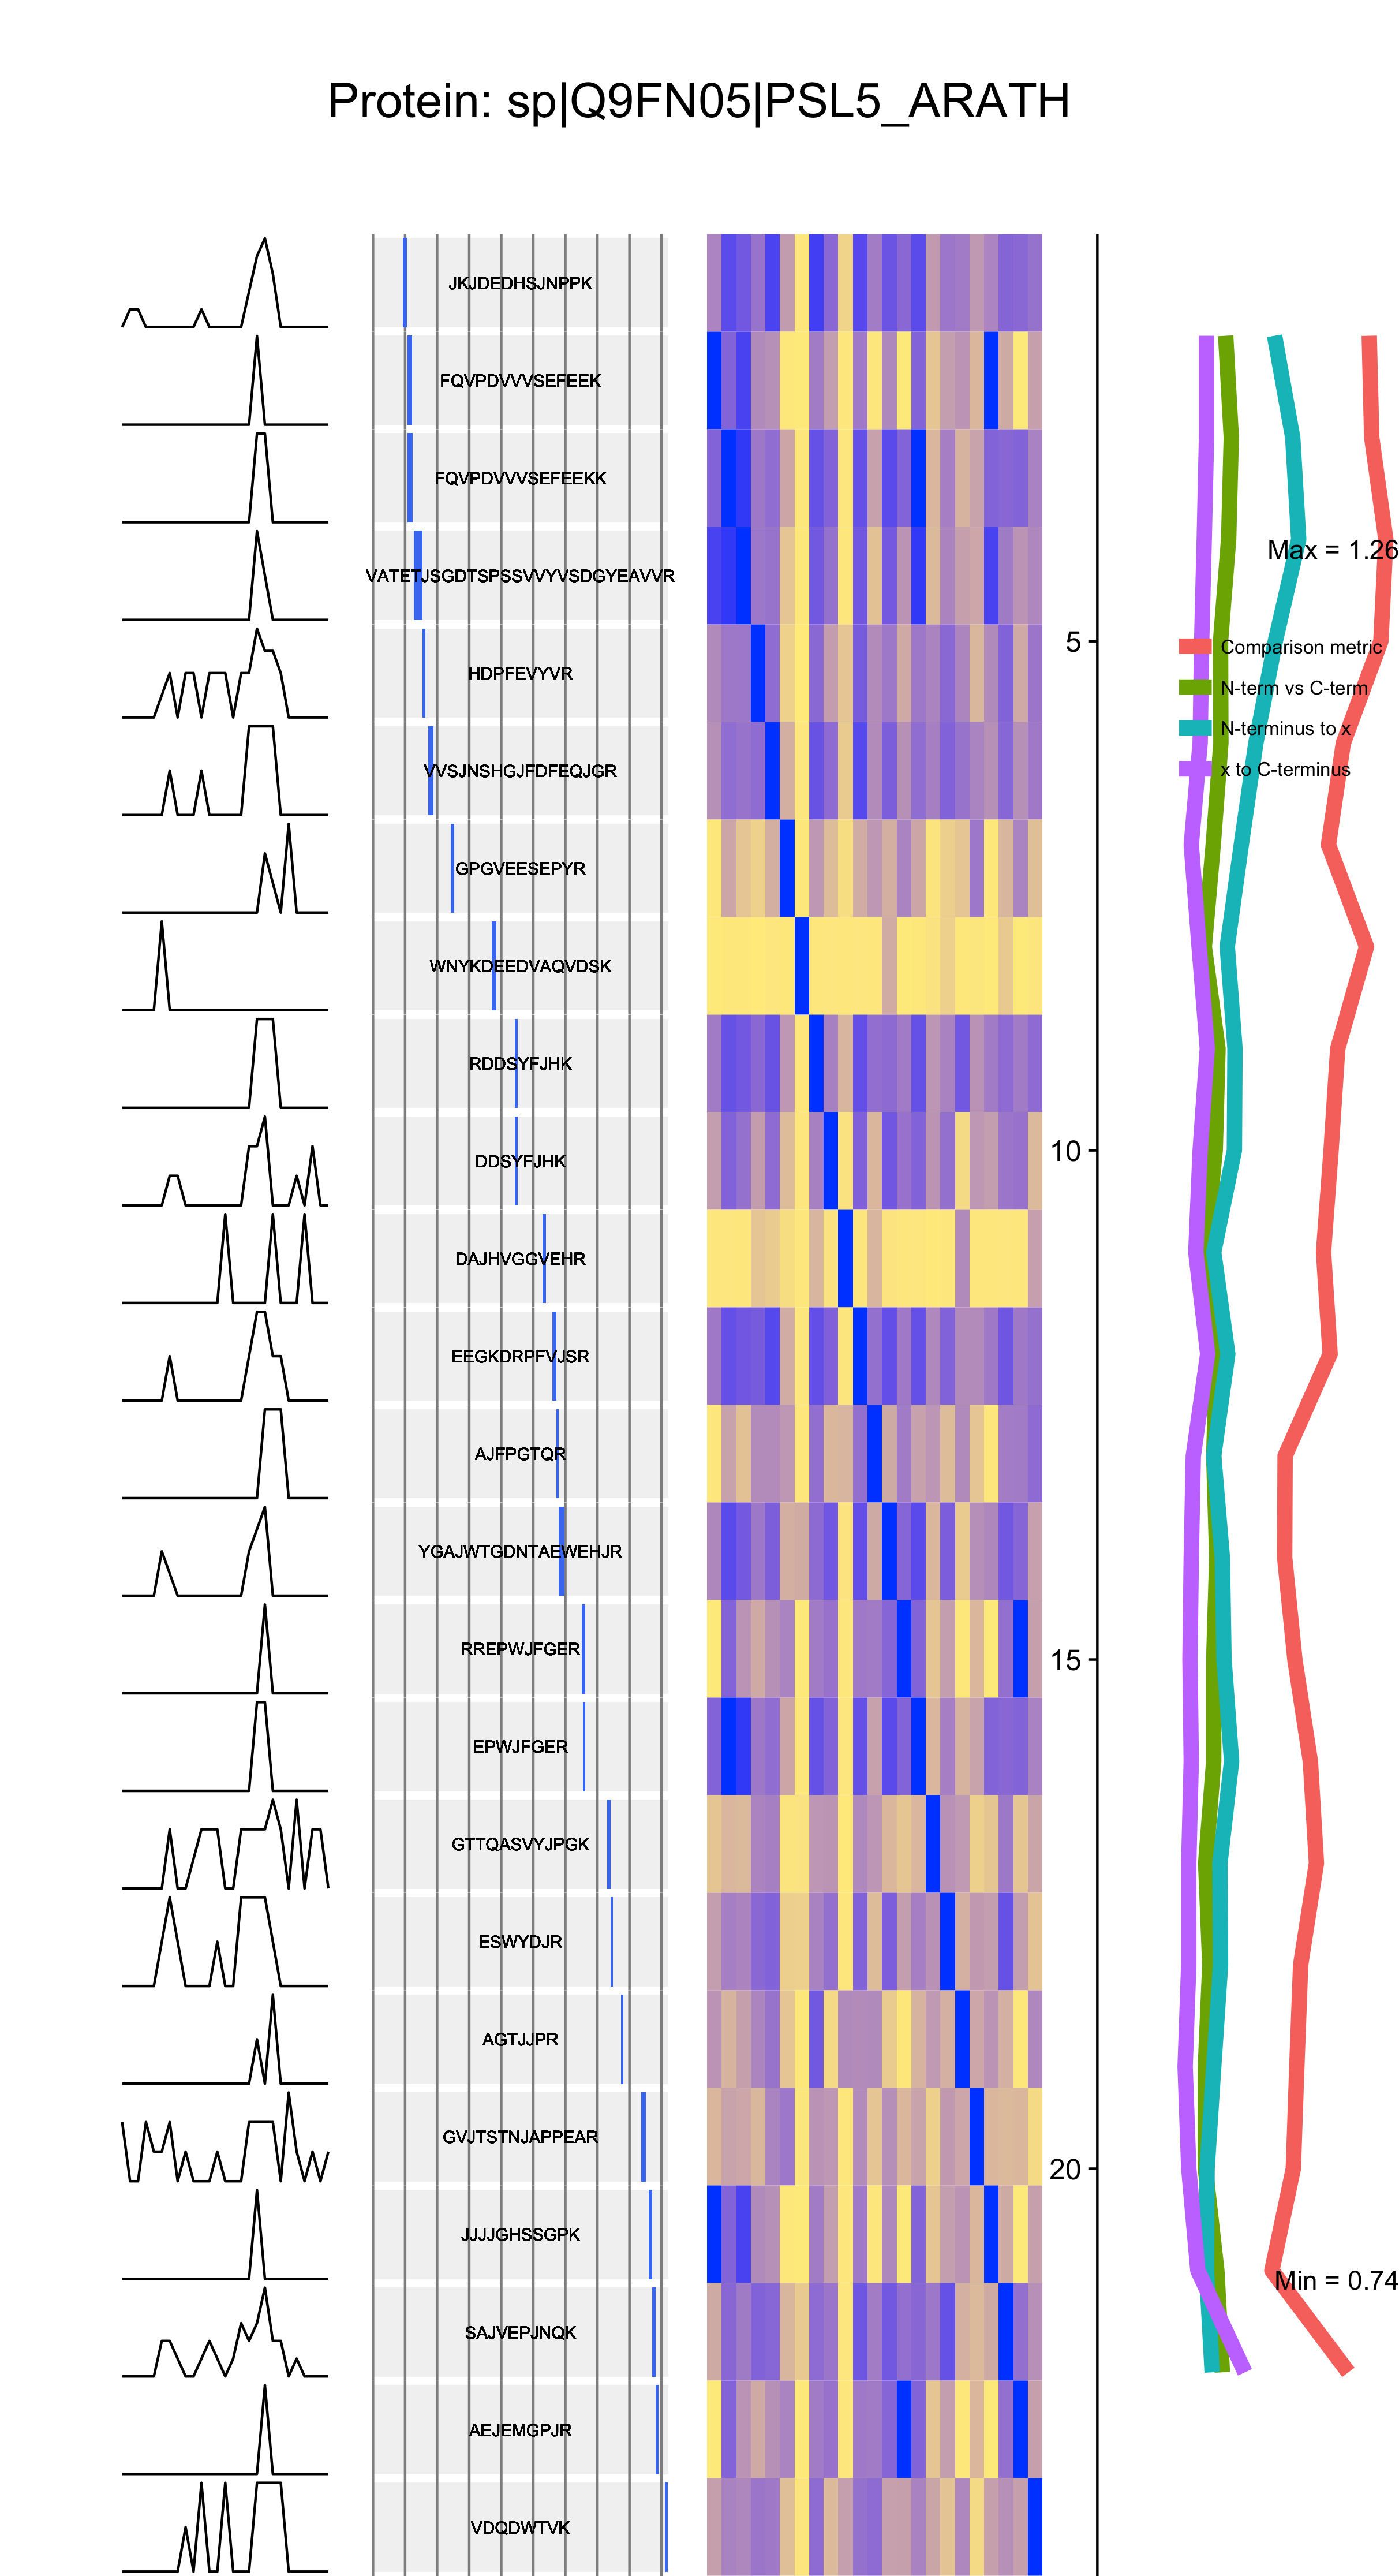 Protein: sp|Q9FN05|PSL5_ARATH
JKJDEDHSJNPPK
FQVPDVVVSEFEEK
FQVPDVVVSEFEEKK
VATETJSGDTSPSSVVYVSDGYEAVVR
Max = 1.26
5
Comparison metric
HDPFEVYVR
N-term vs C-term
N-terminus to x
VVSJNSHGJFDFEQJGR
x to C-terminus
GPGVEESEPYR
WNYKDEEDVAQVDSK
RDDSYFJHK
10
DDSYFJHK
DAJHVGGVEHR
EEGKDRPFVJSR
AJFPGTQR
YGAJWTGDNTAEWEHJR
RREPWJFGER
15
EPWJFGER
GTTQASVYJPGK
ESWYDJR
AGTJJPR
GVJTSTNJAPPEAR
20
JJJJGHSSGPK
Min = 0.74
SAJVEPJNQK
AEJEMGPJR
VDQDWTVK